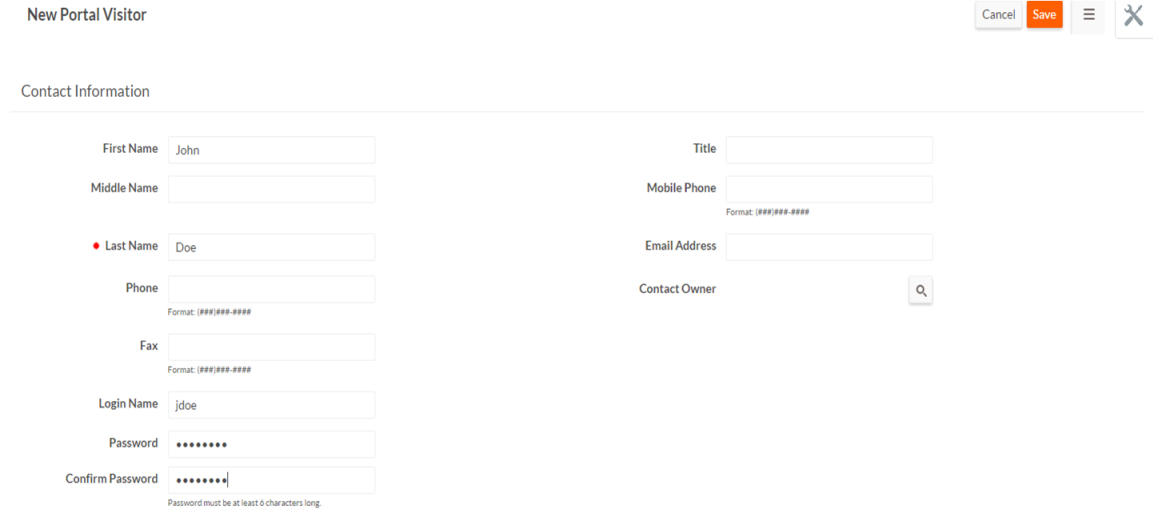 New Portal Visitor
Cancel Save
Contact Information
First Name John
Title
Middle Name
Mobile Phone
Format: (###)###-####
Last Name Doe
Email Address
Phone
Format: (###)###-####
Contact Owner
Fax
Format: (###)###-####
Login Name jdoe
Password ••••••••
Confirm Password ••••••••
Password must be at least 6 characters long.